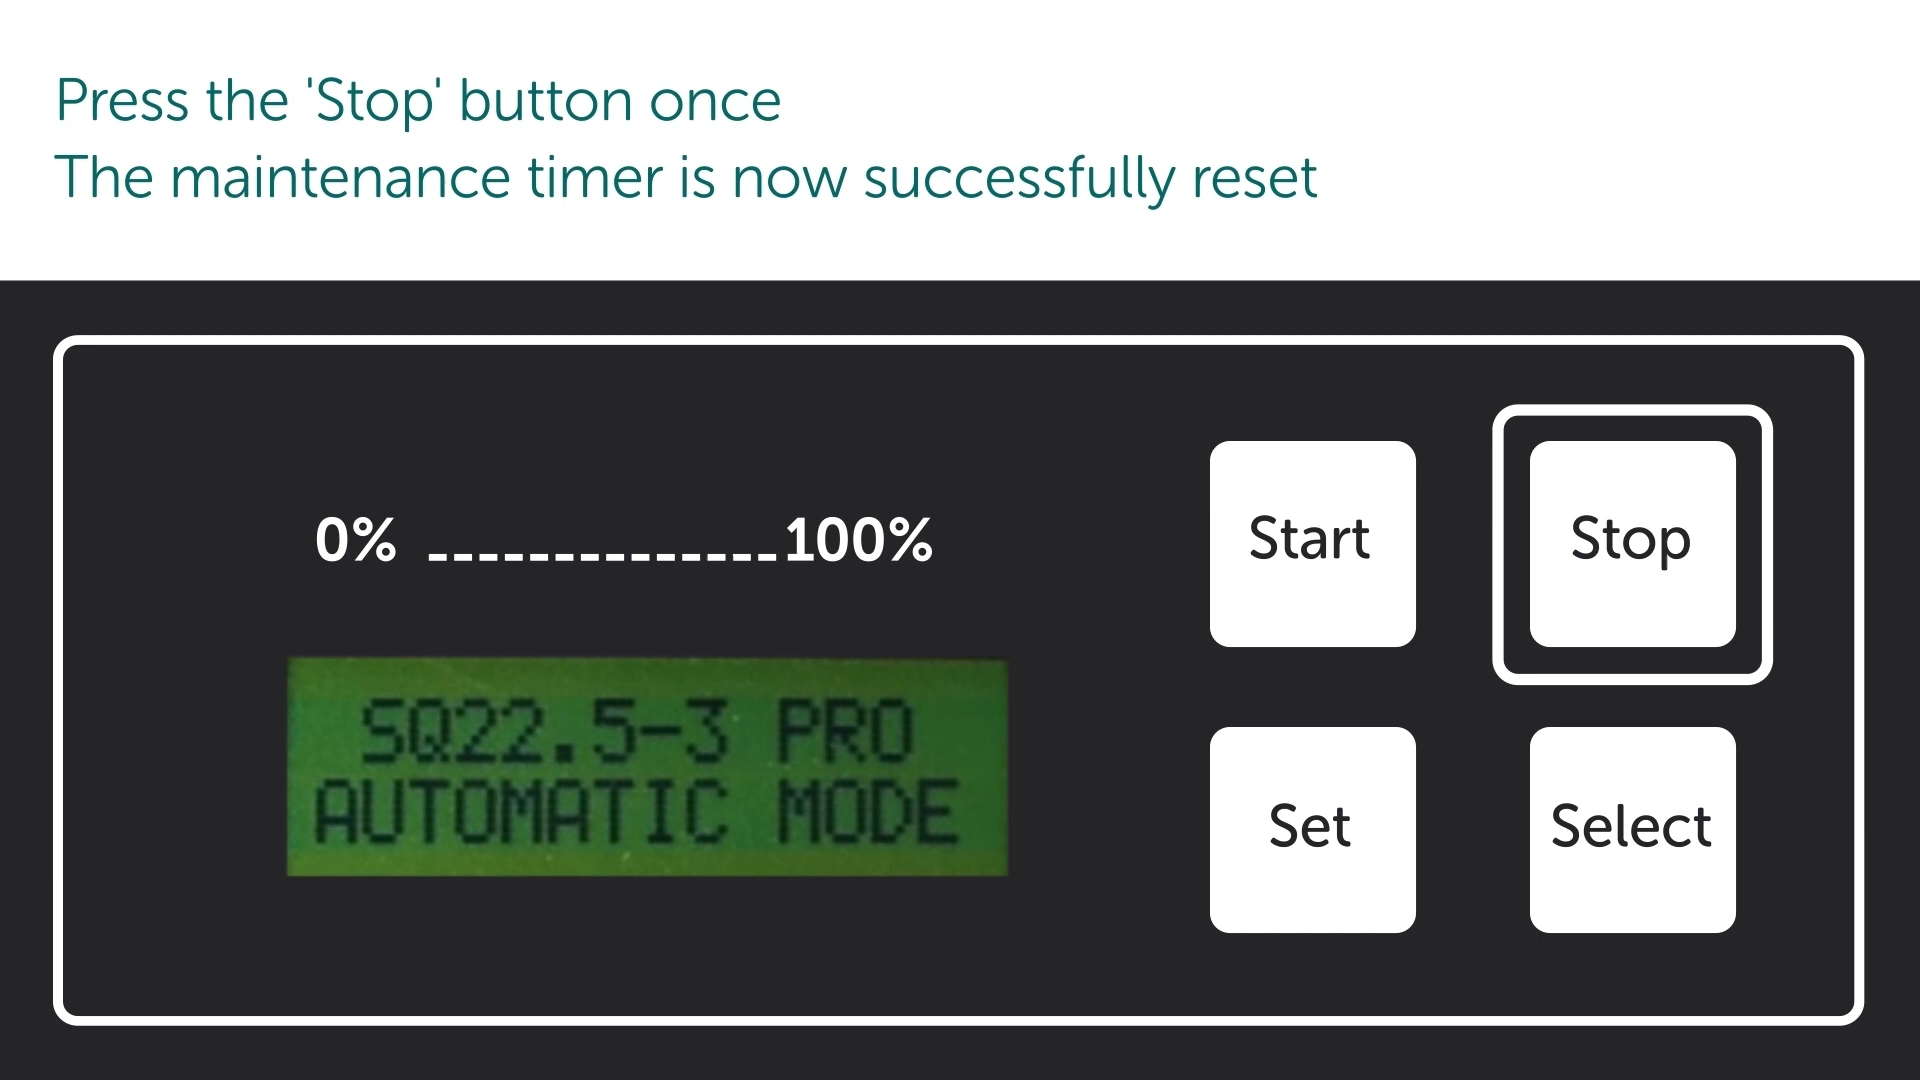 Press the 'Stop' button once
The maintenance timer is now successfully reset
0% ______________100%
Start
Stop
SQ22.5-3 PRO
AUTOMATIC MODE
Set
Select